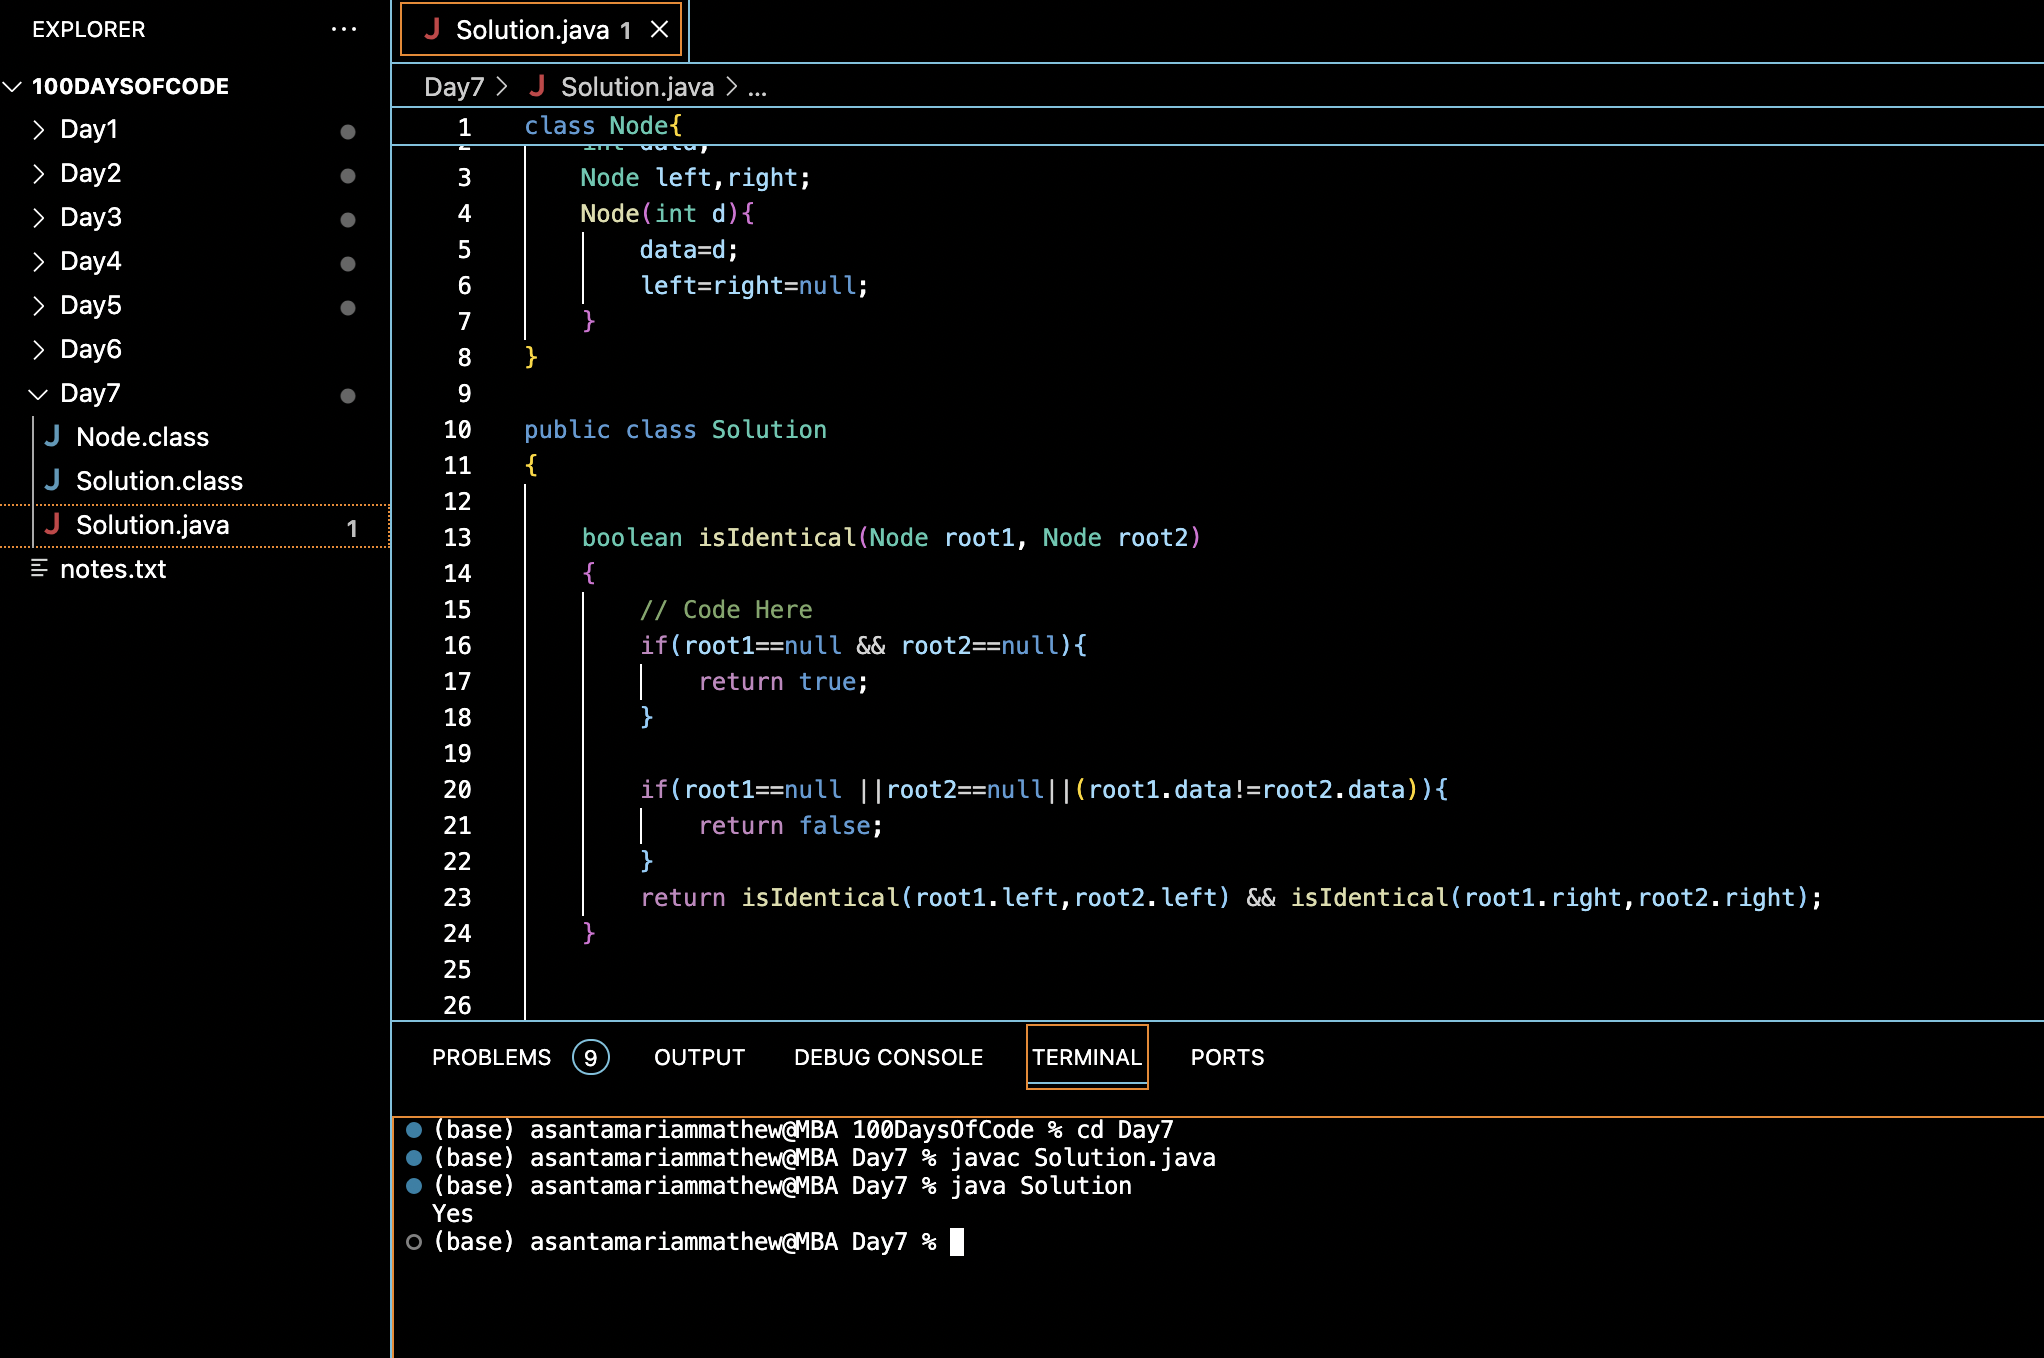 EXPLORER
100DAYSOFCODE
Day1
Day2
Day3
Day4
Day5
Day6
Day7
Node.class
Solution.class
Solution.java 1
notes.txt
Solution.java 1
Day7 > Solution.java > ...
1 class Node{
2 int data;
3 Node left,right;
4 Node(int d){
5 data=d;
6 left=right=null;
7 }
8 }
9
10 public class Solution
11 {
12
13 boolean isIdentical(Node root1, Node root2)
14 {
15 // Code Here
16 if(root1==null && root2==null){
17 return true;
18 }
19
20 if(root1==null ||root2==null||(root1.data!=root2.data)){
21 return false;
22 }
23 return isIdentical(root1.left,root2.left) && isIdentical(root1.right,root2.right);
24 }
25
26
PROBLEMS 9 OUTPUT DEBUG CONSOLE TERMINAL PORTS
(base) asantamariammathew@MBA 100DaysOfCode % cd Day7
(base) asantamariammathew@MBA Day7 % javac Solution.java
(base) asantamariammathew@MBA Day7 % java Solution
Yes
(base) asantamariammathew@MBA Day7 %